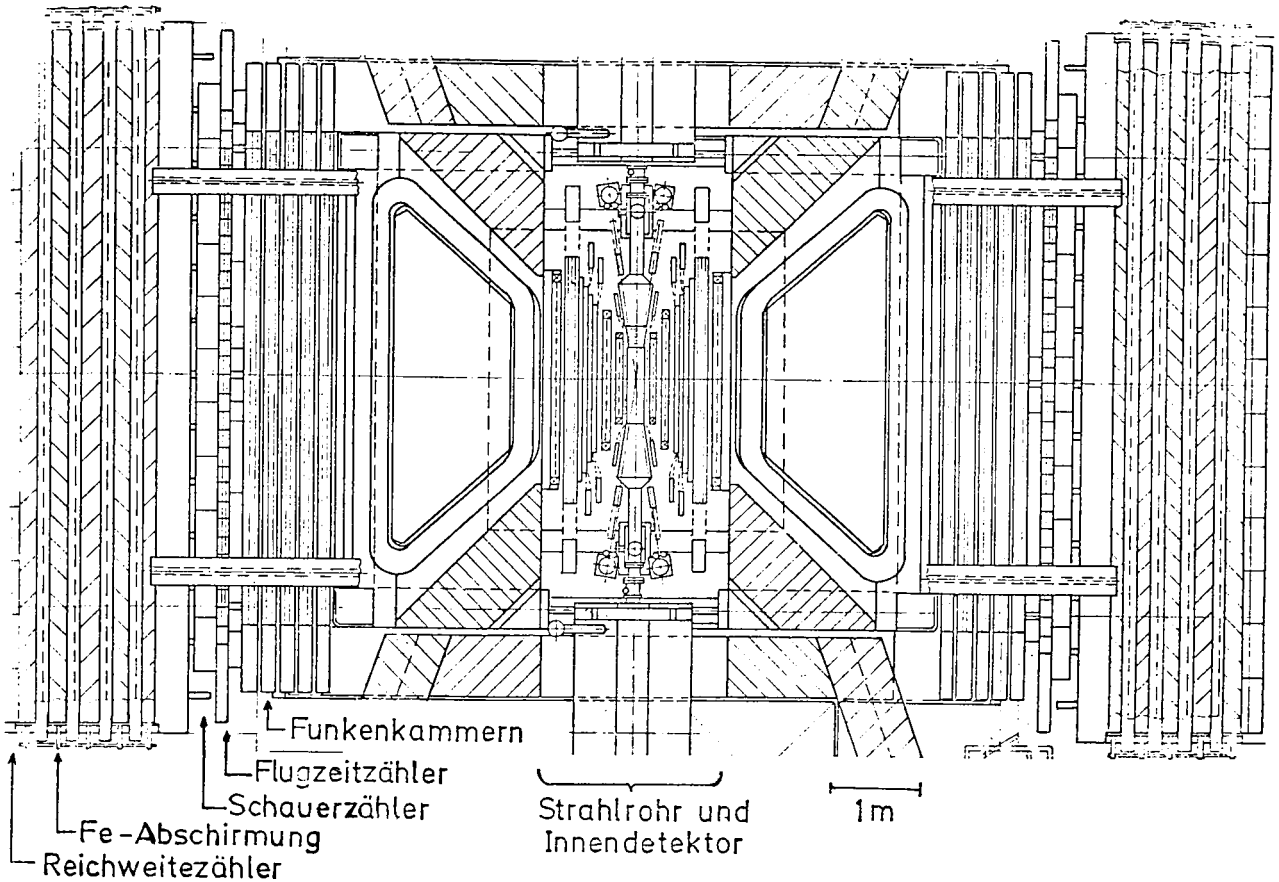 Funkenkammern
Flugzeitzähler
Schauerzähler
Fe-Abschirmung
Reichweitezähler
Strahlrohr und
Innendetektor
1m